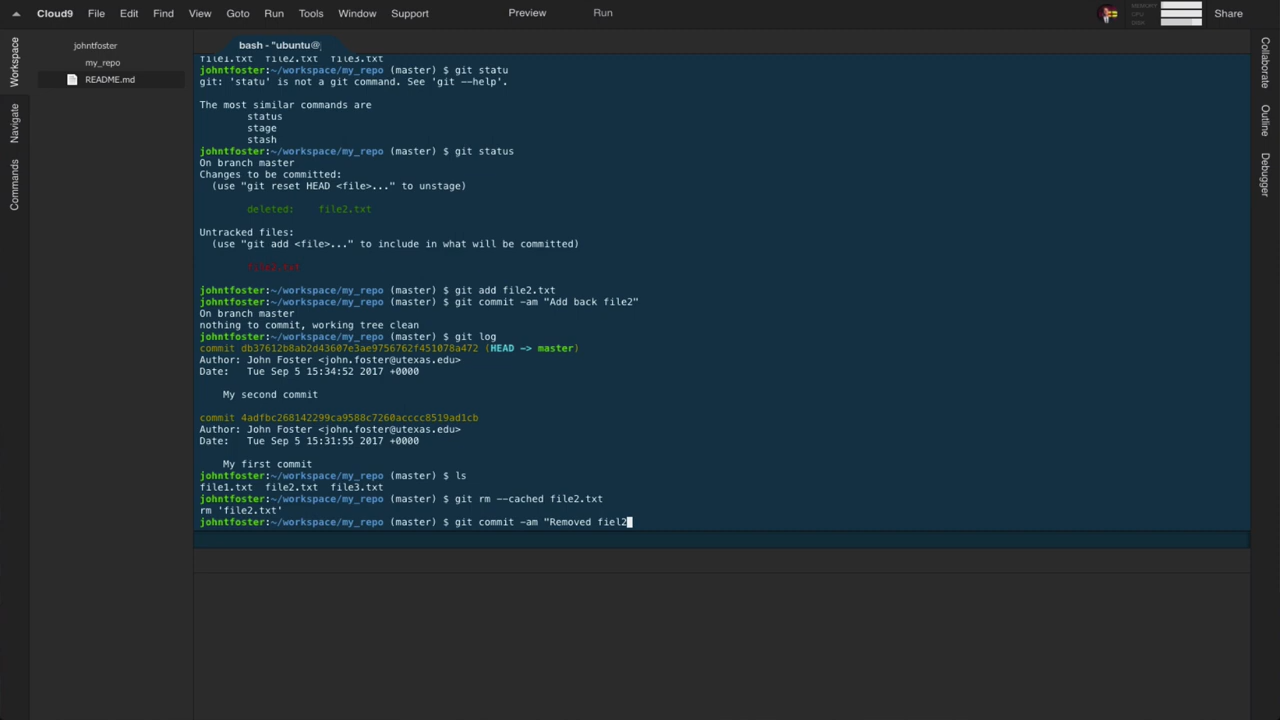 Cloud9 File Edit Find View Goto Run Tools Window Support Preview Run MEMORY CPU DISK Share
Workspace
Navigate
Commands
johntfoster
my_repo
README.md
bash - "ubuntu@
file1.txt file2.txt file3.txt
johntfoster:~/workspace/my_repo (master) $ git statu
git: 'statu' is not a git command. See 'git --help'.
The most similar commands are
status
stage
stash
johntfoster:~/workspace/my_repo (master) $ git status
On branch master
Changes to be committed:
(use "git reset HEAD <file>..." to unstage)
deleted: file2.txt
Untracked files:
(use "git add <file>..." to include in what will be committed)
file2.txt
johntfoster:~/workspace/my_repo (master) $ git add file2.txt
johntfoster:~/workspace/my_repo (master) $ git commit -am "Add back file2"
On branch master
nothing to commit, working tree clean
johntfoster:~/workspace/my_repo (master) $ git log
commit db37612b8ab2d43607e3ae9756762f451078a472 (HEAD -> master)
Author: John Foster <john.foster@utexas.edu>
Date: Tue Sep 5 15:34:52 2017 +0000
My second commit
commit 4adfbc268142299ca9588c7260acccc8519ad1cb
Author: John Foster <john.foster@utexas.edu>
Date: Tue Sep 5 15:31:55 2017 +0000
My first commit
johntfoster:~/workspace/my_repo (master) $ ls
file1.txt file2.txt file3.txt
johntfoster:~/workspace/my_repo (master) $ git rm --cached file2.txt
rm 'file2.txt'
johntfoster:~/workspace/my_repo (master) $ git commit -am "Removed fiel2
Collaborate
Outline
Debugger